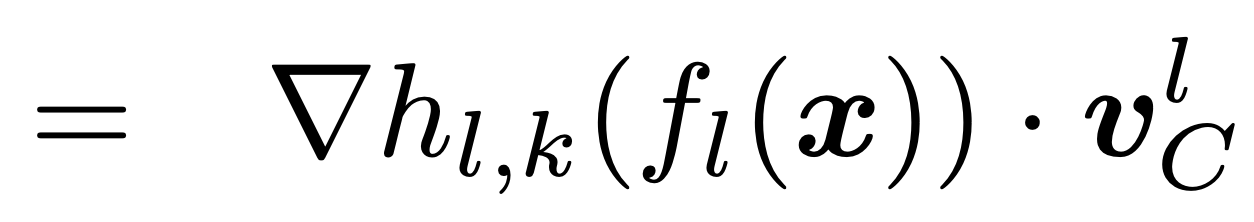 = ∇h_{l,k}(f_l(𝒙)) · 𝒗_C^l